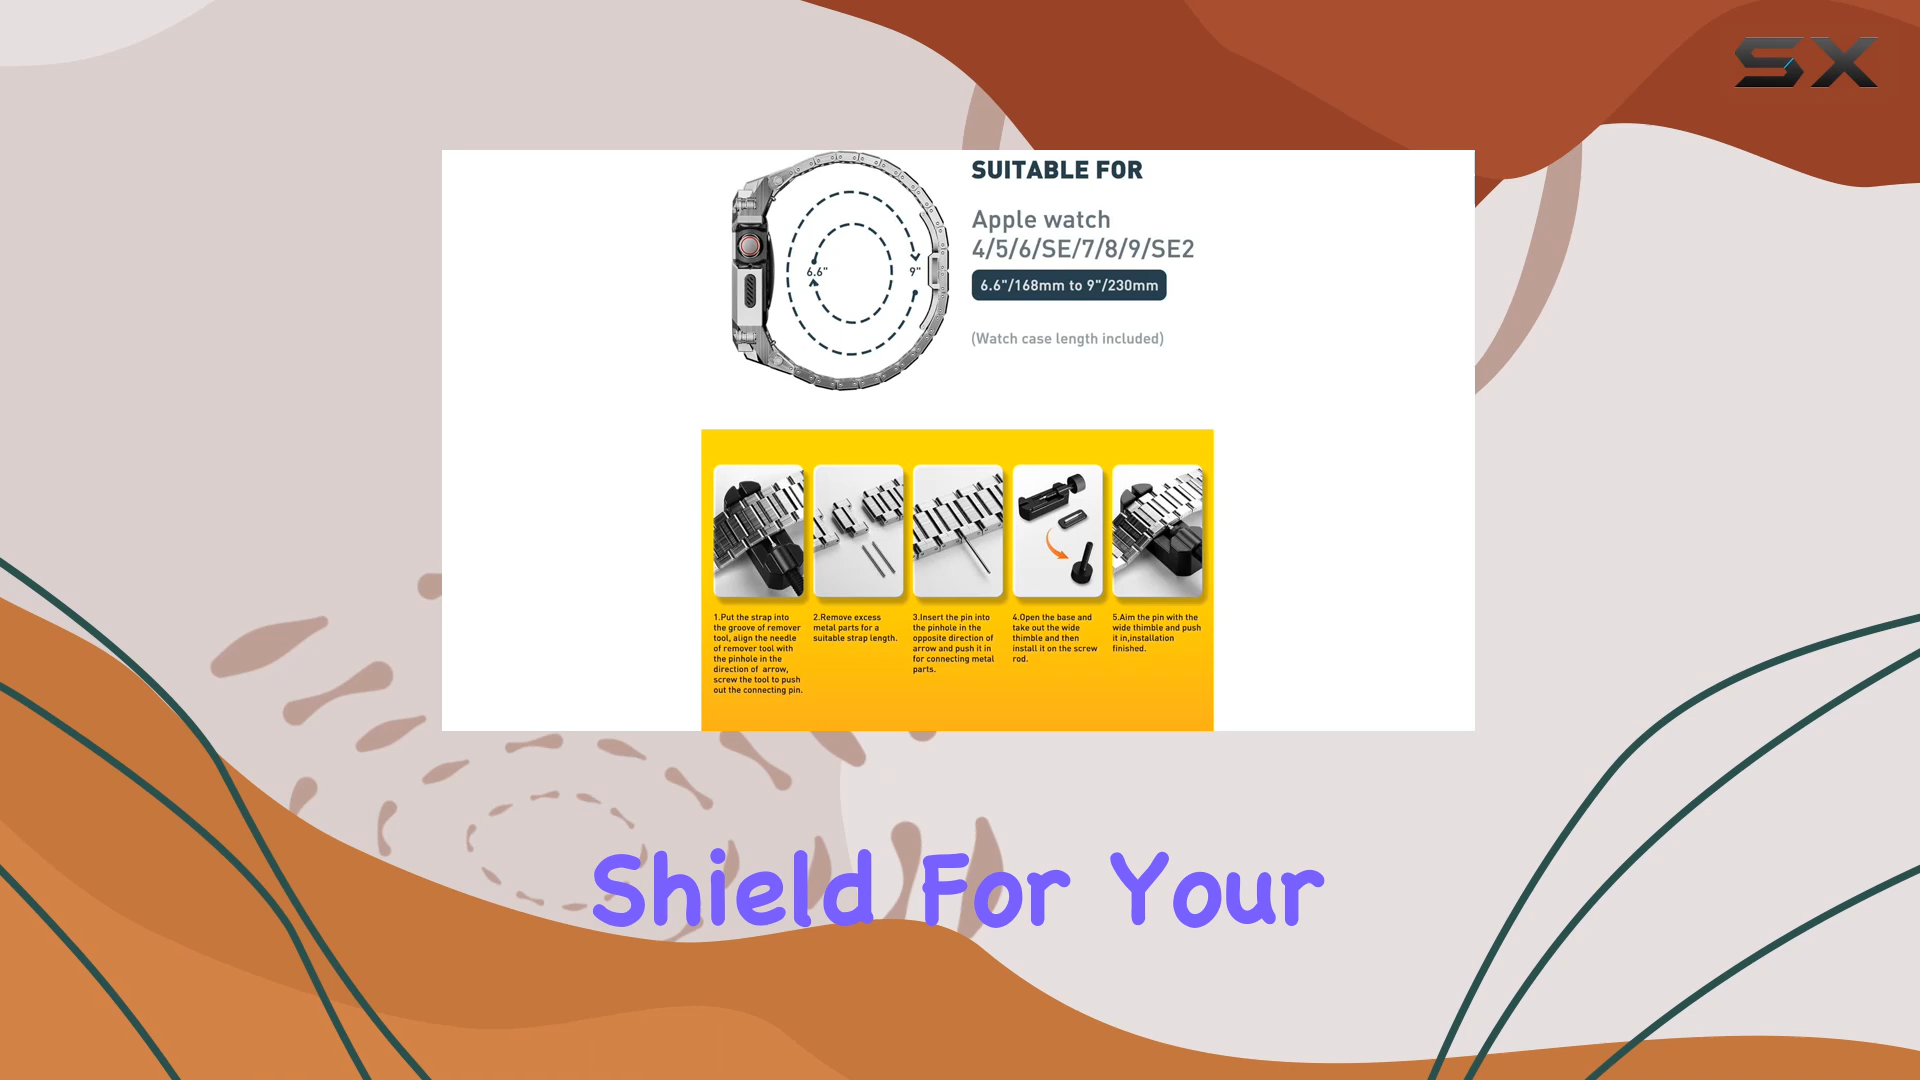 SX
SUITABLE FOR
Apple watch
4/5/6/SE/7/8/9/SE2
6.6"/168mm to 9"/230mm
(Watch case length included)
6.6"
9"
1.Put the strap into
the groove of remover
tool, align the needle
of remover tool with
the pinhole in the
direction of arrow,
screw the tool to push
out the connecting pin.
2.Remove excess
metal parts for a
suitable strap length.
3.Insert the pin into
the pinhole in the
opposite direction of
arrow and push it in
for connecting metal
parts.
4.Open the base and
take out the wide
thimble and then
install it on the screw
rod.
5.Aim the pin with the
wide thimble and push
it in,installation
finished.
Shield For Your